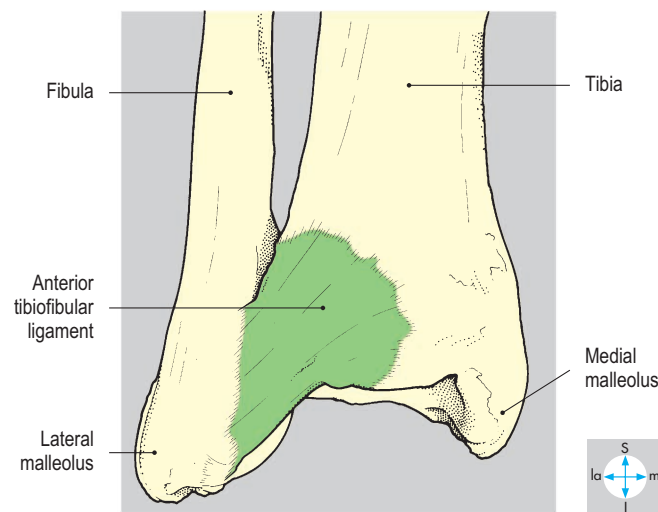 Fibula
Tibia
Anterior
tibiofibular
ligament
Medial
malleolus
Lateral
malleolus
S
la
m
I